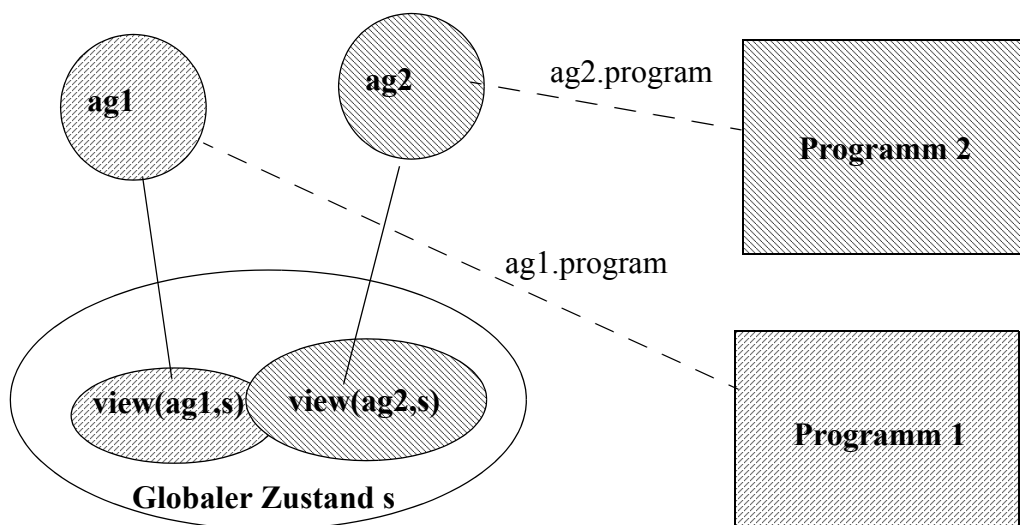 ag1
ag2
ag2.program
Programm 2
ag1.program
view(ag1,s)
view(ag2,s)
Programm 1
Globaler Zustand s